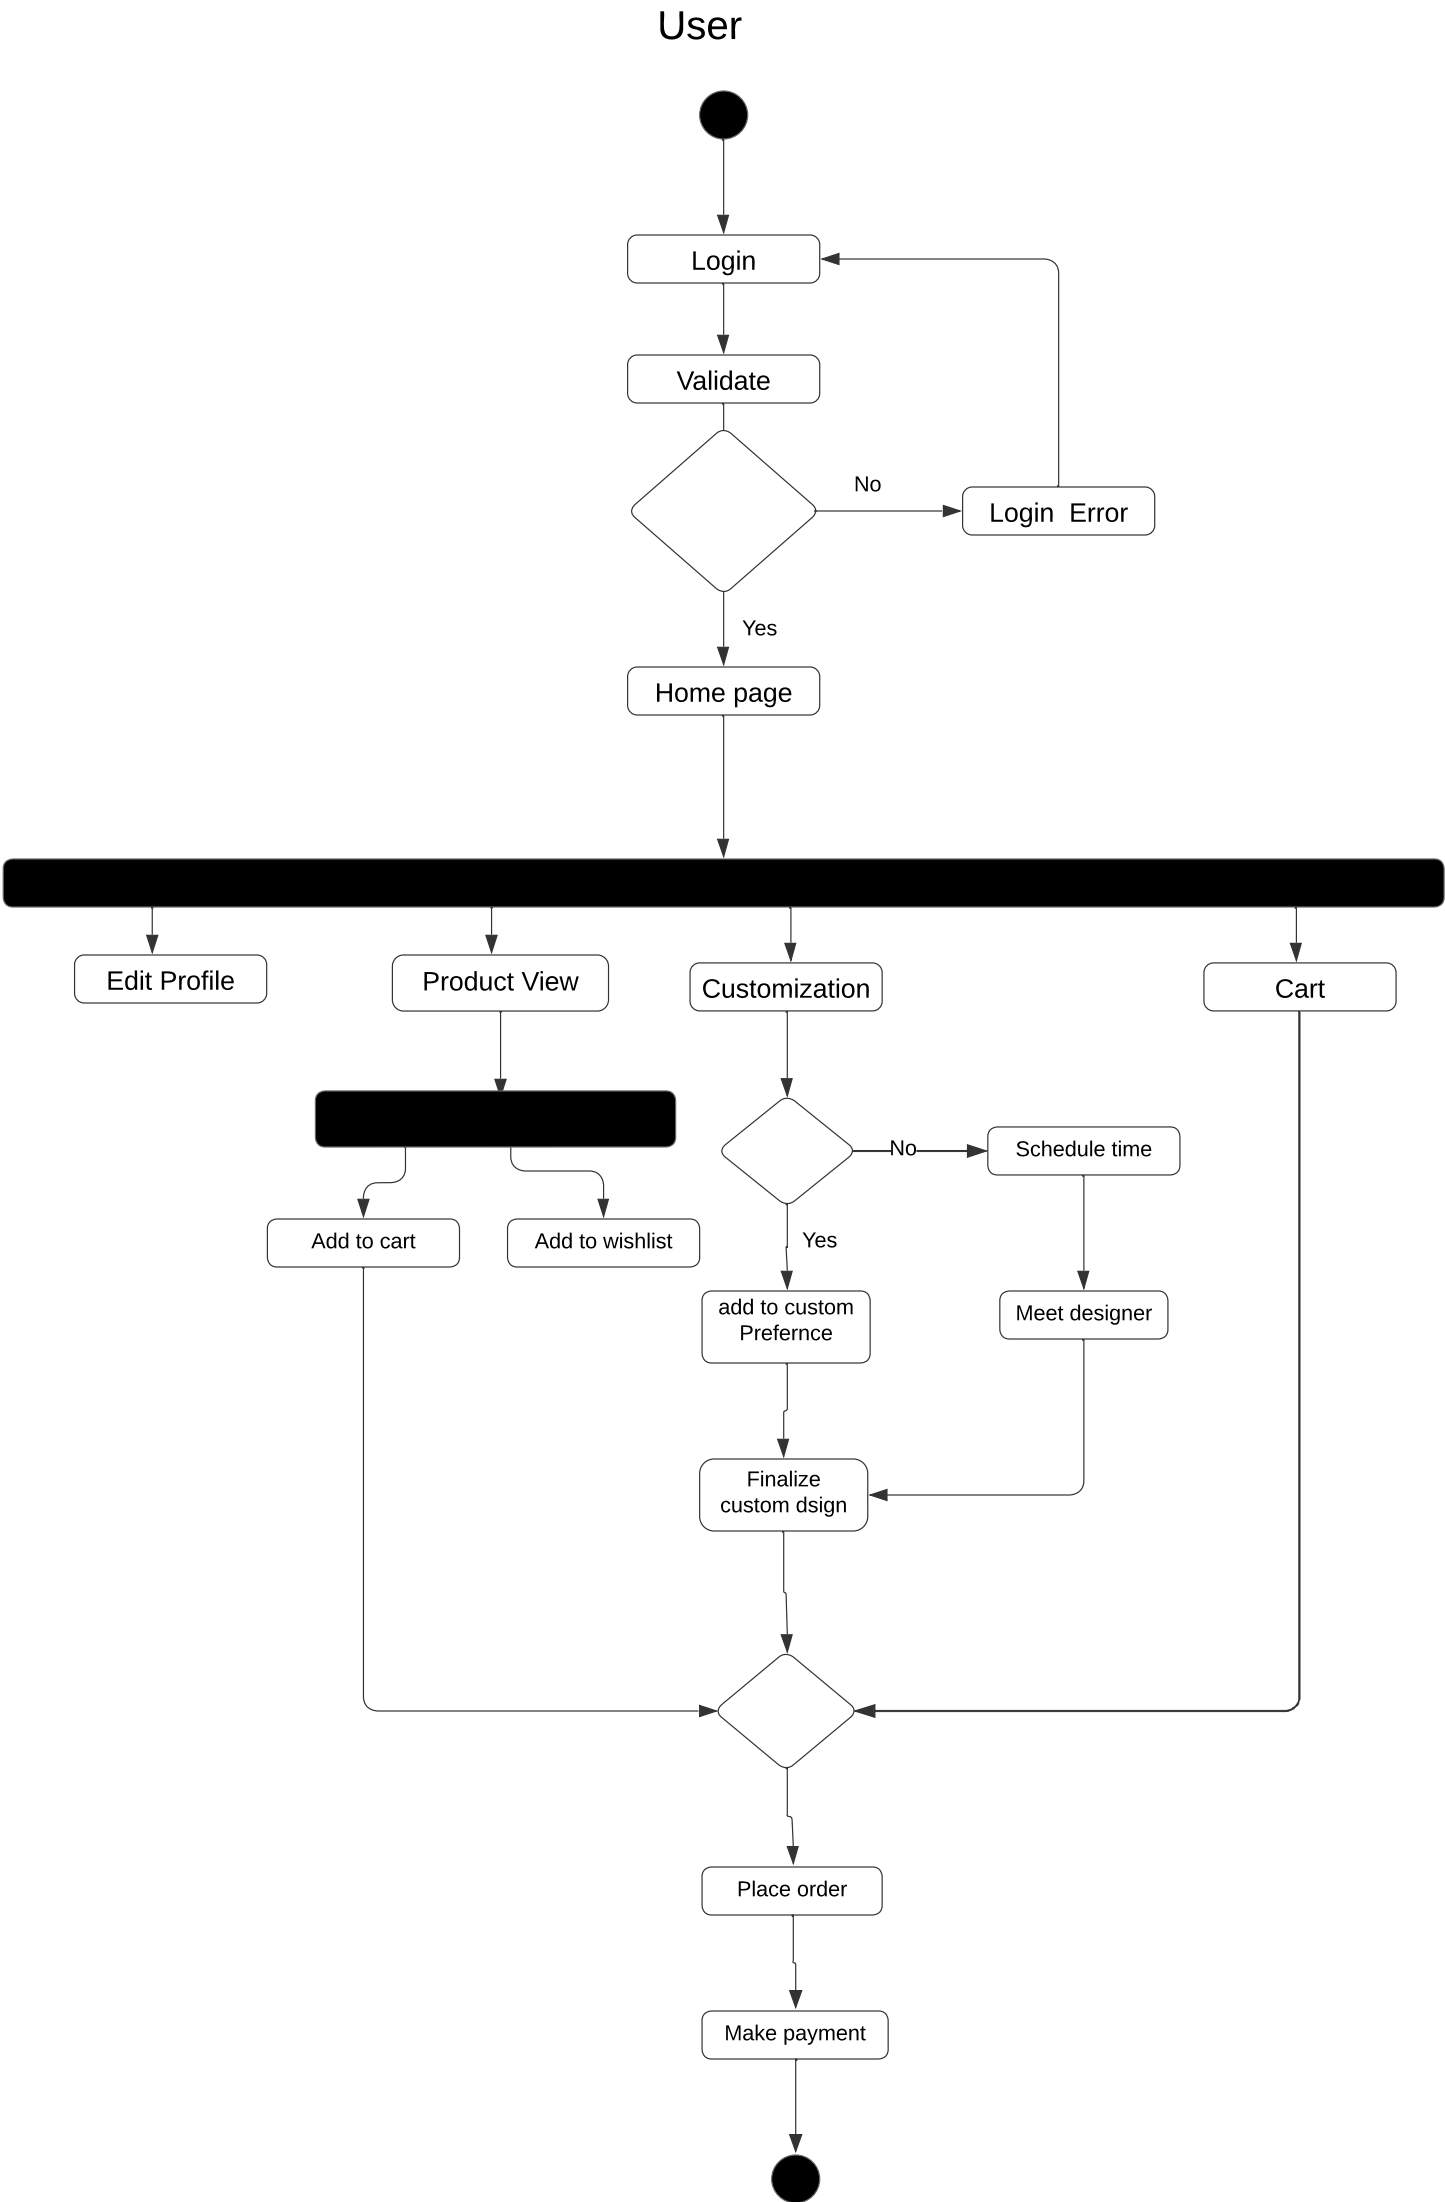 User
Login
Validate
No
Login  Error
Yes
Home page
Edit Profile
Product View
Customization
Cart
No
Schedule time
Add to cart
Add to wishlist
Yes
add to custom
Prefernce
Meet designer
Finalize
custom dsign
Place order
Make payment